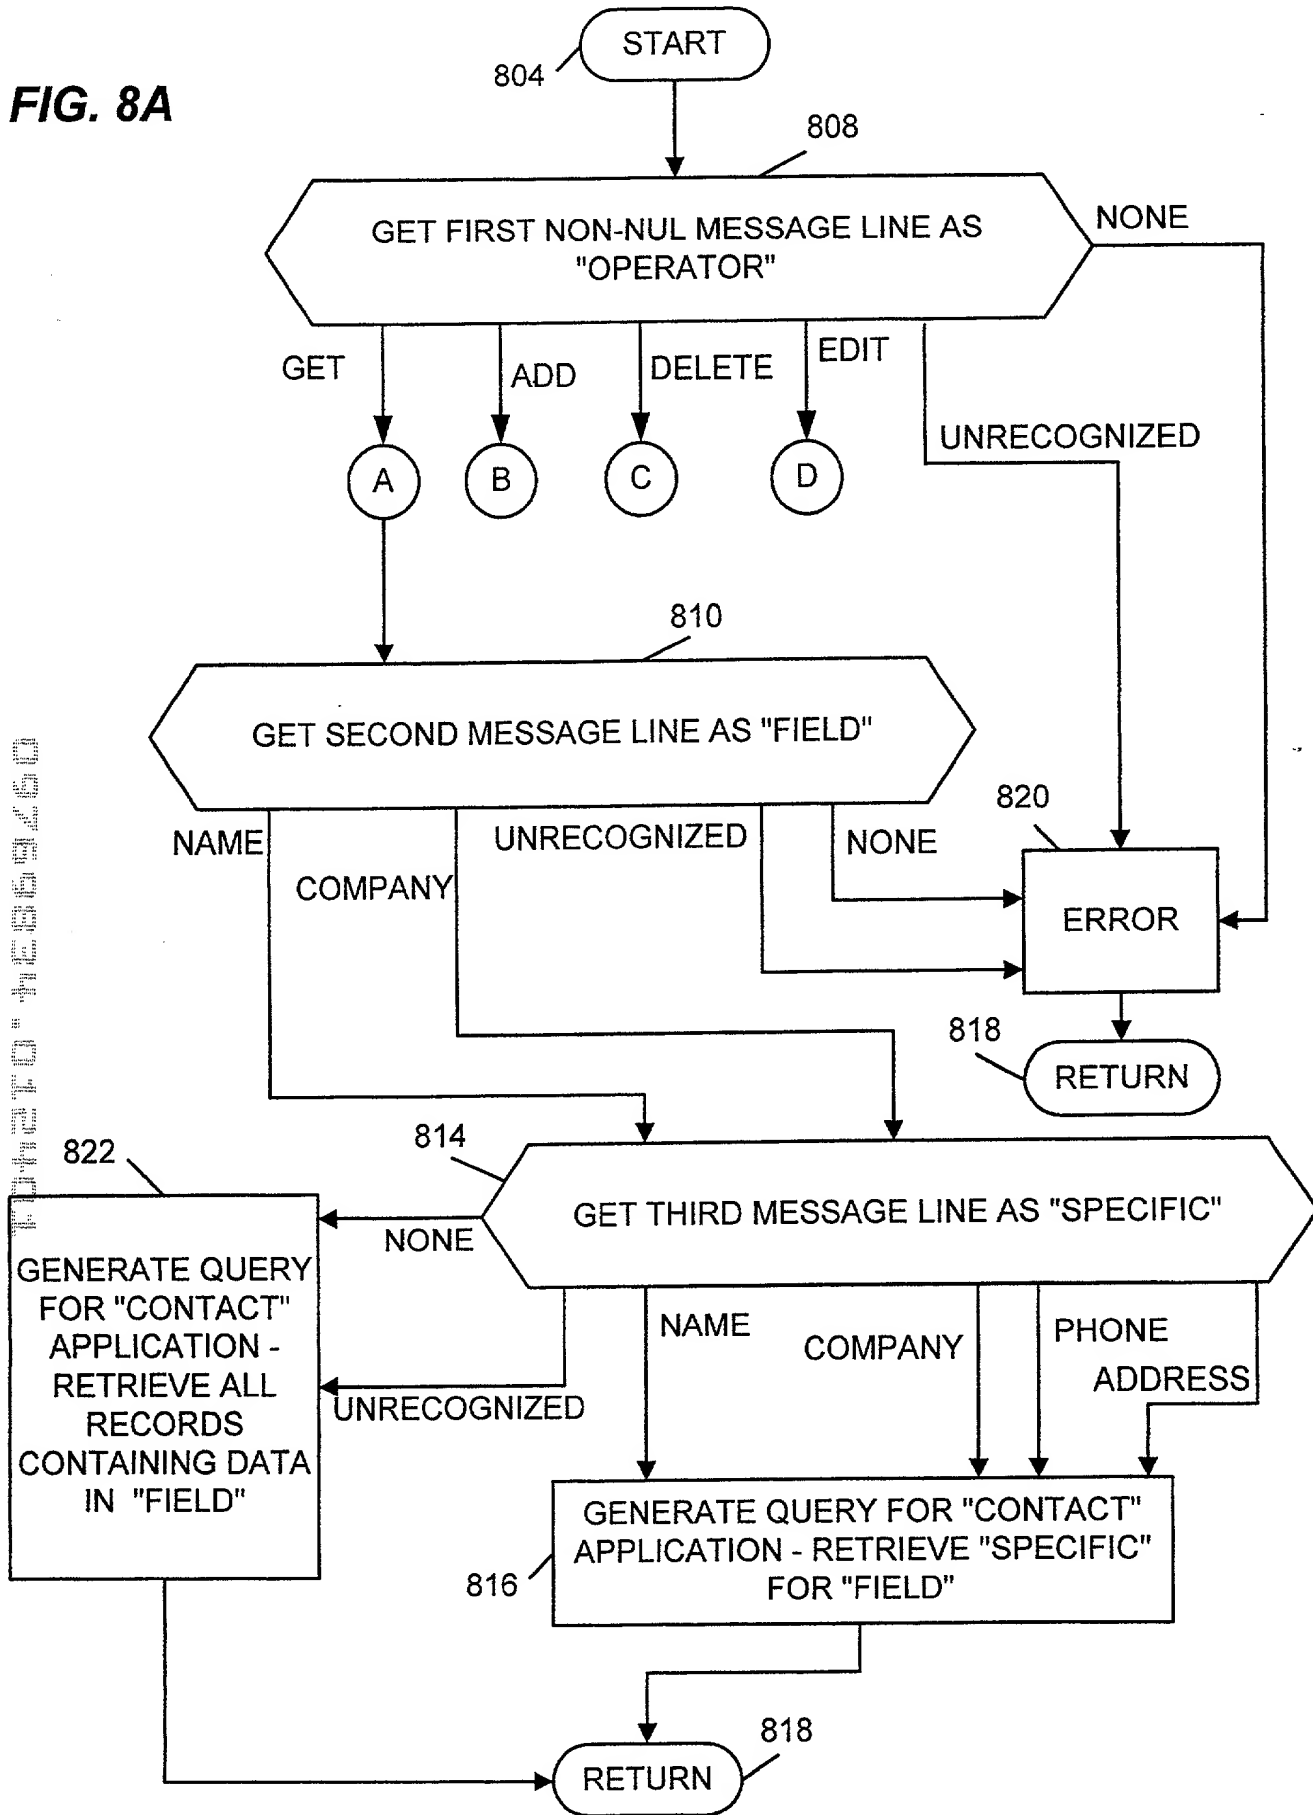 START
804
FIG. 8A
808
GET FIRST NON-NUL MESSAGE LINE AS
"OPERATOR"
NONE
GET
ADD
DELETE
EDIT
UNRECOGNIZED
A
B
C
D
810
GET SECOND MESSAGE LINE AS "FIELD"
NAME
COMPANY
UNRECOGNIZED
NONE
820
ERROR
818
RETURN
822
814
GET THIRD MESSAGE LINE AS "SPECIFIC"
NONE
GENERATE QUERY
FOR "CONTACT"
APPLICATION -
RETRIEVE ALL
RECORDS
CONTAINING DATA
IN "FIELD"
UNRECOGNIZED
NAME
COMPANY
PHONE
ADDRESS
GENERATE QUERY FOR "CONTACT"
APPLICATION - RETRIEVE "SPECIFIC"
FOR "FIELD"
816
818
RETURN